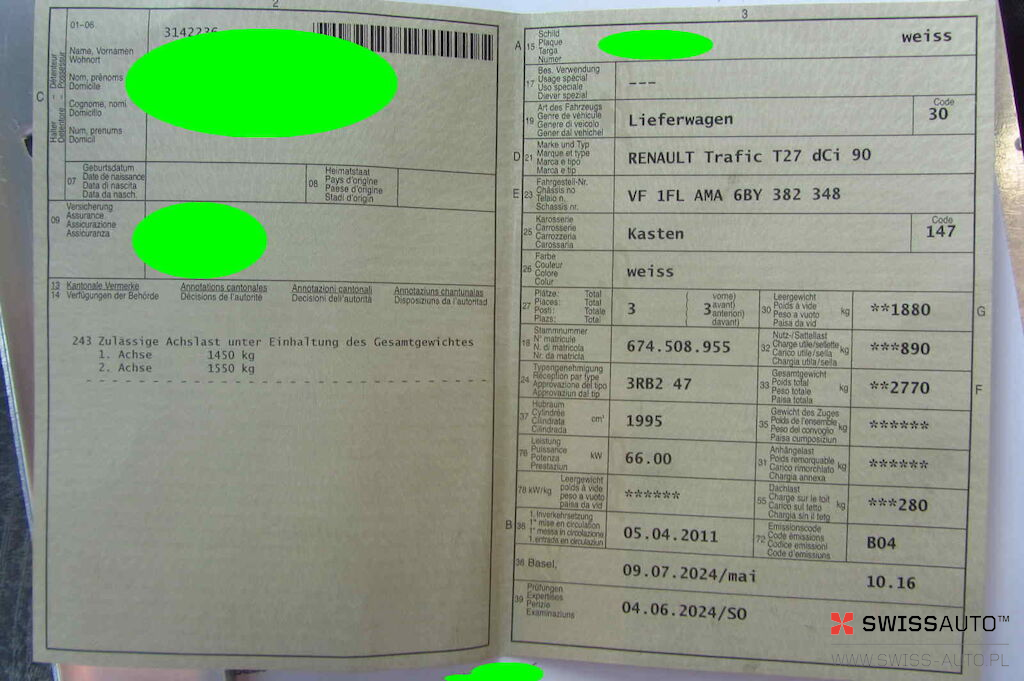 2
01-06
3142236
Name, Vornamen
Wohnort
Nom, prénoms
Domicile
Cognome, nomi
Domicilio
Num, prenums
Domicil
C
Halter - Détenteur
Detentore - Possessur
07
Geburtsdatum
Date de naissance
Data di nascita
Data da nasch.
08
Heimatstaat
Pays d'origine
Paese d'origine
Stadi d'origin
09
Versicherung
Assurance
Assicurazione
Assicuranza
13 Kantonale Vermerke Annotations cantonales Annotazioni cantonali Annotaziuns chantunalas
14 Verfügungen der Behörde Décisions de l'autorité Decisioni dell'autorità Disposiziuns da l'autoritad
243 Zulässige Achslast unter Einhaltung des Gesamtgewichtes
1. Achse 1450 kg
2. Achse 1550 kg
3
A 15
Schild
Plaque
Targa
Numer
weiss
17
Bes. Verwendung
Usage spécial
Uso speciale
Diever spezial
---
19
Art des Fahrzeugs
Genre de véhicule
Genere di veicolo
Gener dal vehichel
Lieferwagen
Code
30
D 21
Marke und Typ
Marque et type
Marca e tipo
Marca e tip
RENAULT Trafic T27 dCi 90
E 23
Fahrgestell-Nr.
Châssis no
Telaio n.
Schassis nr.
VF 1FL AMA 6BY 382 348
25
Karosserie
Carrosserie
Carrozzeria
Carossaria
Kasten
Code
147
26
Farbe
Couleur
Colore
Colur
weiss
27
Plätze: Total
Places: Total
Posti: Totale
Plazs: Total
3
( vorne)
( avant)
3 anteriori)
( davant)
30
Leergewicht
Poids à vide
Peso a vuoto
Paisa da vid
kg
**1880
G
18
Stammnummer
N° matricule
N. di matricola
Nr. da matricla
674.508.955
32
Nutz-/Sattellast
Charge utile/sellette
Carico utile/sella
Chargia utila/sella
kg
***890
24
Typengenehmigung
Réception par type
Approvazione del tipo
Approvaziun dal tip
3RB2 47
33
Gesamtgewicht
Poids total
Peso totale
Paisa totala
kg
**2770
F
37
Hubraum
Cylindrée
Cilindrata
Cilindrada
cm³
1995
35
Gewicht des Zuges
Poids de l'ensemble
Peso del convoglio
Paisa cumposiziun
kg
******
76
Leistung
Puissance
Potenza
Prestaziun
kW
66.00
31
Anhängelast
Poids remorquable
Carico rimorchiato
Chargia annexa
kg
******
78 kW/kg
Leergewicht
poids à vide
peso a vuoto
paisa da vid
******
55
Dachlast
Charge sur le toit
Carico sul tetto
Chargia sin il tetg
kg
***280
B 36
1. Inverkehrsetzung
1re mise en circulation
1a messa in circolazione
1. entrada en circulaziun
05.04.2011
72
Emissionscode
Code émissions
Codice emissioni
Code d'emissiuns
B04
38 Basel,
09.07.2024/mai
10.16
39
Prüfungen
Expertises
Perizie
Examinaziuns
04.06.2024/SO
SWISSAUTO™
WWW.SWISS-AUTO.PL